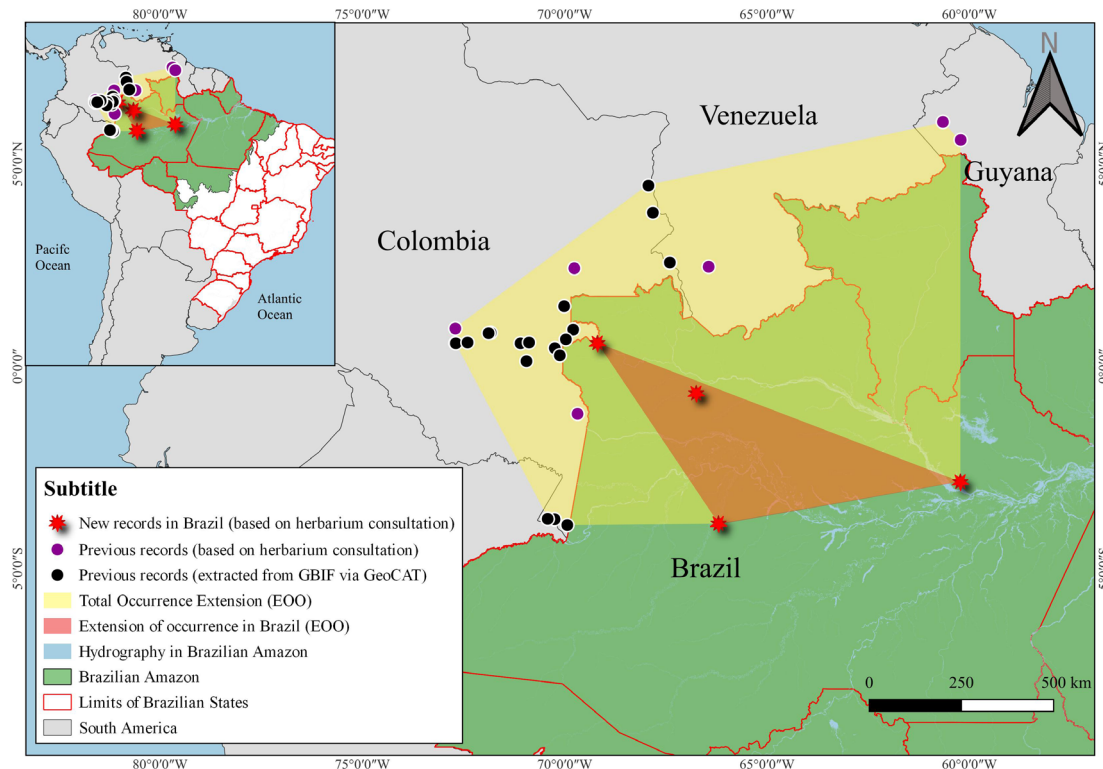 80°0'0"W 75°0'0"W 70°0'0"W 65°0'0"W 60°0'0"W
N
Venezuela
Guyana
Colombia
Pacifc
Ocean
Atlantic
Ocean
5°0'0"N
0°0'0"
5°0'0"S
Brazil
Subtitle
New records in Brazil (based on herbarium consultation)
Previous records (based on herbarium consultation)
Previous records (extracted from GBIF via GeoCAT)
Total Occurrence Extension (EOO)
Extension of occurrence in Brazil (EOO)
Hydrography in Brazilian Amazon
Brazilian Amazon
Limits of Brazilian States
South America
0 250 500 km
80°0'0"W 75°0'0"W 70°0'0"W 65°0'0"W 60°0'0"W